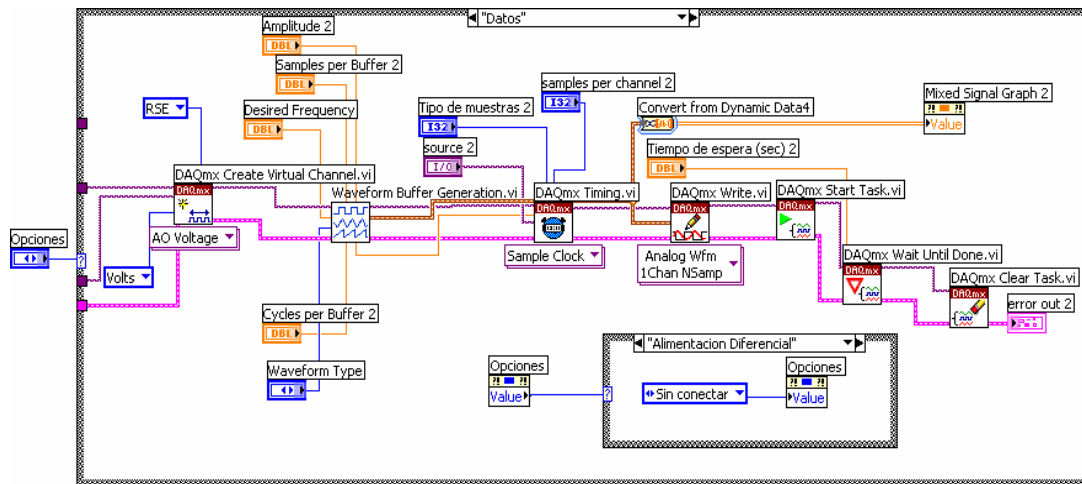 "Datos"
Amplitude 2
DBL
Samples per Buffer 2
DBL
samples per channel 2
I32
Mixed Signal Graph 2
Value
RSE
Desired Frequency
DBL
Tipo de muestras 2
I32
Convert from Dynamic Data4
source 2
I/O
Tiempo de espera (sec) 2
DBL
DAQmx Create Virtual Channel.vi
DAQmx
Waveform Buffer Generation.vi
DAQmx Timing.vi
DAQmx
DAQmx Write.vi
DAQmx
DAQmx Start Task.vi
DAQmx
Opciones
?
AO Voltage
Volts
Sample Clock
Analog Wfm
1Chan NSamp
DAQmx Wait Until Done.vi
DAQmx
DAQmx Clear Task.vi
DAQmx
error out 2
Cycles per Buffer 2
DBL
Waveform Type
"Alimentacion Diferencial"
Opciones
Value
?
Sin conectar
Opciones
Value